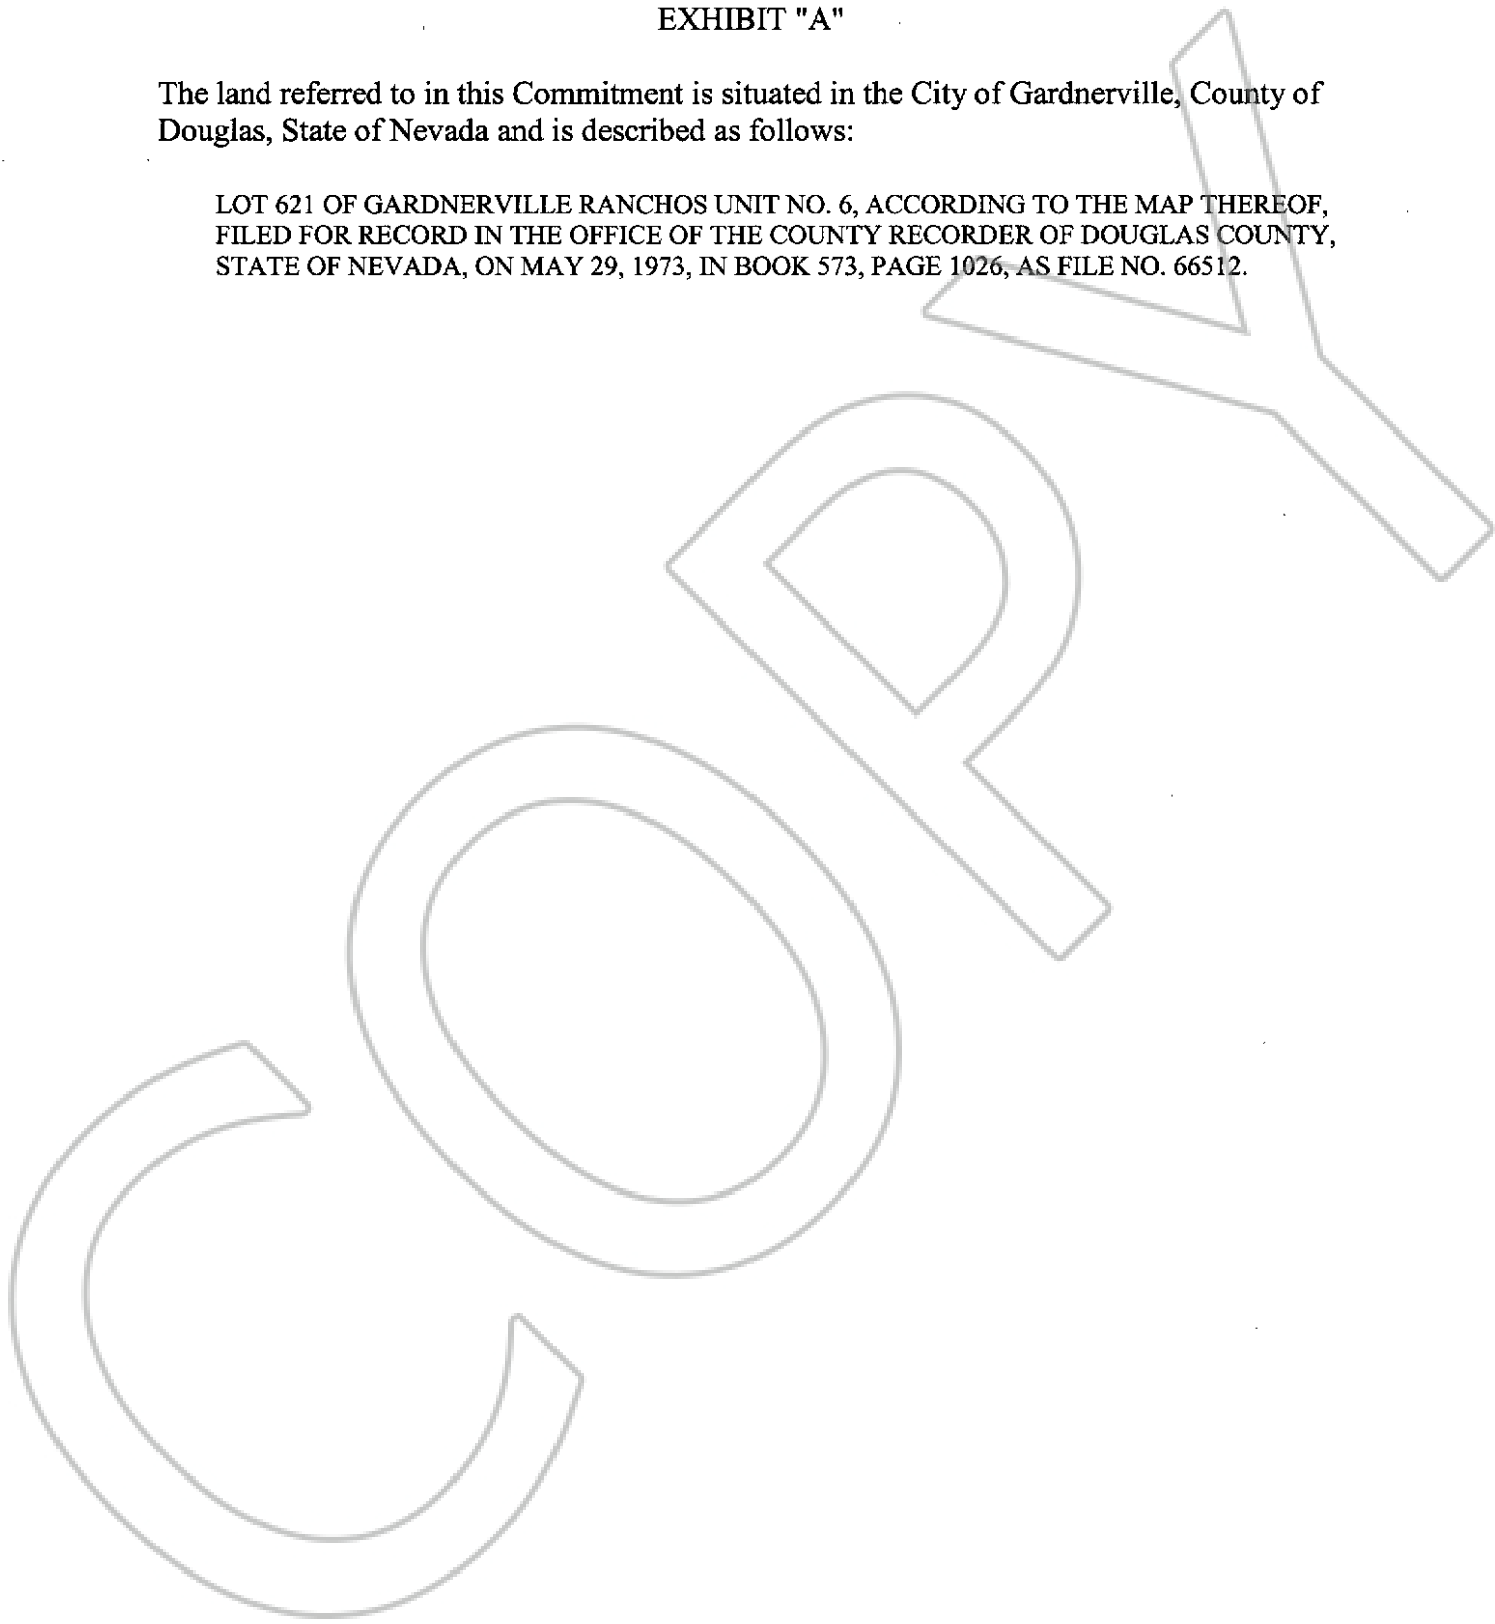 EXHIBIT "A"
The land referred to in this Commitment is situated in the City of Gardnerville, County of
Douglas, State of Nevada and is described as follows:
LOT 621 OF GARDNERVILLE RANCHOS UNIT NO. 6, ACCORDING TO THE MAP THEREOF,
FILED FOR RECORD IN THE OFFICE OF THE COUNTY RECORDER OF DOUGLAS COUNTY,
STATE OF NEVADA, ON MAY 29, 1973, IN BOOK 573, PAGE 1026, AS FILE NO. 66512.
COPY